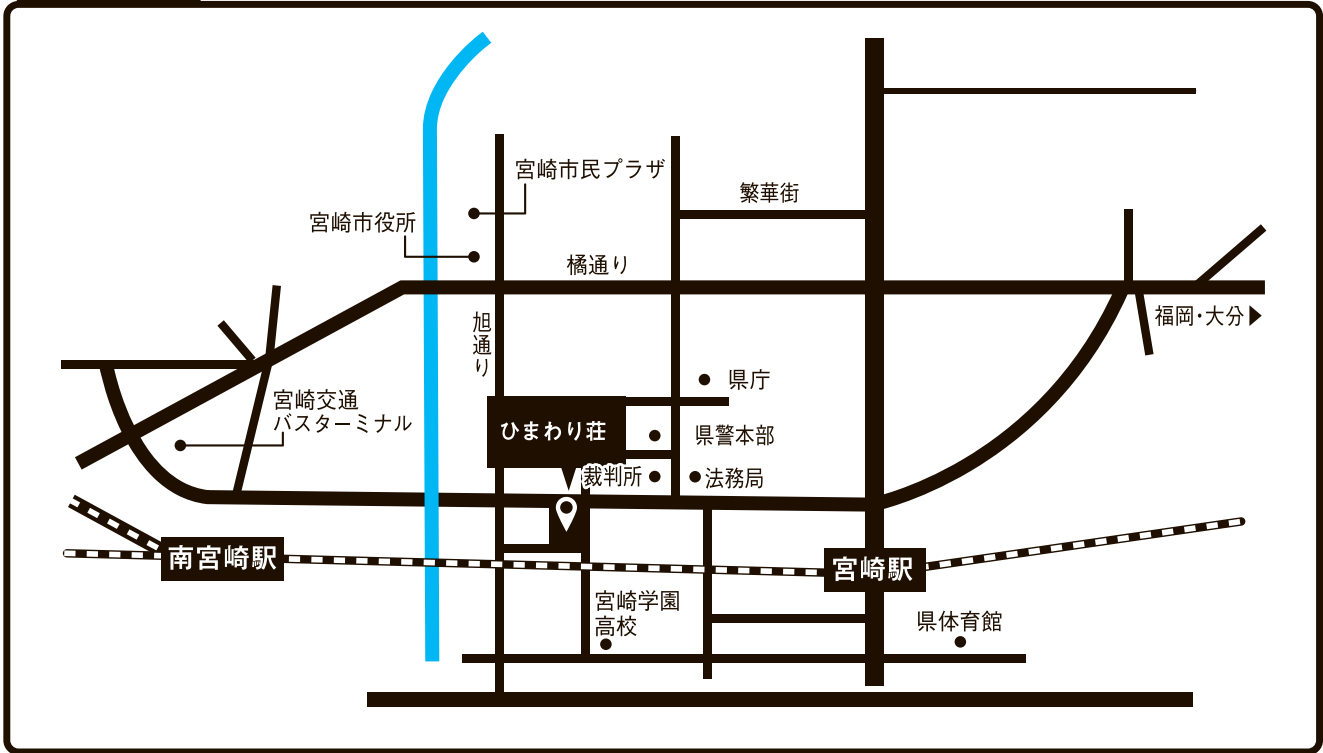 宮崎市民プラザ
繁華街
宮崎市役所
橘通り
福岡・大分
旭通り
県庁
宮崎交通
バスターミナル
ひまわり荘
県警本部
裁判所
法務局
南宮崎駅
宮崎駅
宮崎学園
高校
県体育館